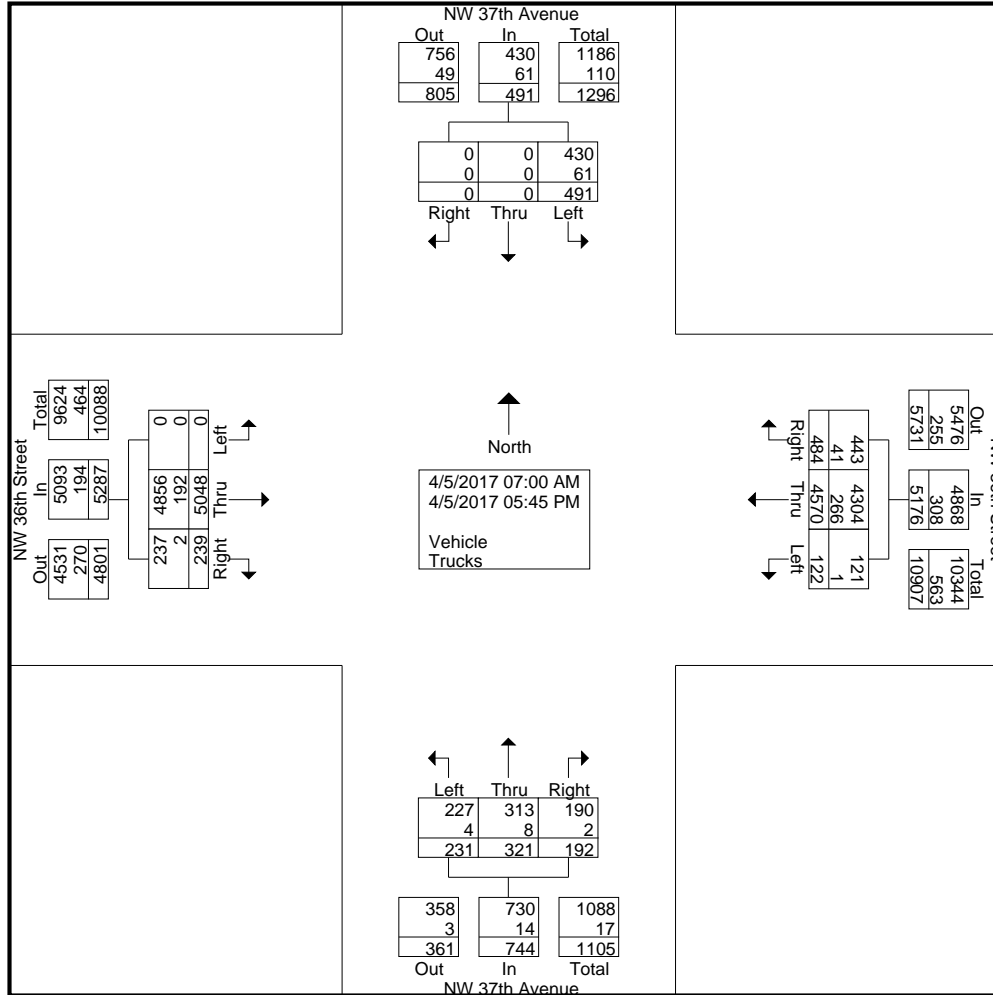 NW 37th Avenue
Out In Total
756 430 1186
49 61 110
805 491 1296
0 0 430
0 0 61
0 0 491
Right Thru Left
NW 36th Street
Total In Out
9624 5093 4531
464 194 270
10088 5287 4801
Left Thru Right
0 4856 237
0 192 2
0 5048 239
North
4/5/2017 07:00 AM
4/5/2017 05:45 PM
Vehicle
Trucks
Out In Total
5476 4868 10344
255 308 563
5731 5176 10907
443 4304 121
41 266 1
484 4570 122
Right Thru Left
Left Thru Right
227 313 190
4 8 2
231 321 192
358 730 1088
3 14 17
361 744 1105
Out In Total
NW 37th Avenue